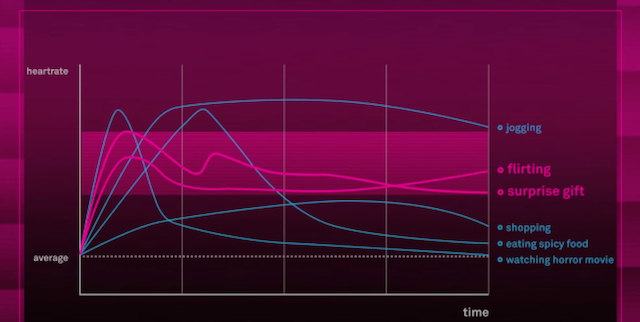 heartrate
jogging
flirting
surprise gift
shopping
eating spicy food
average
watching horror movie
time